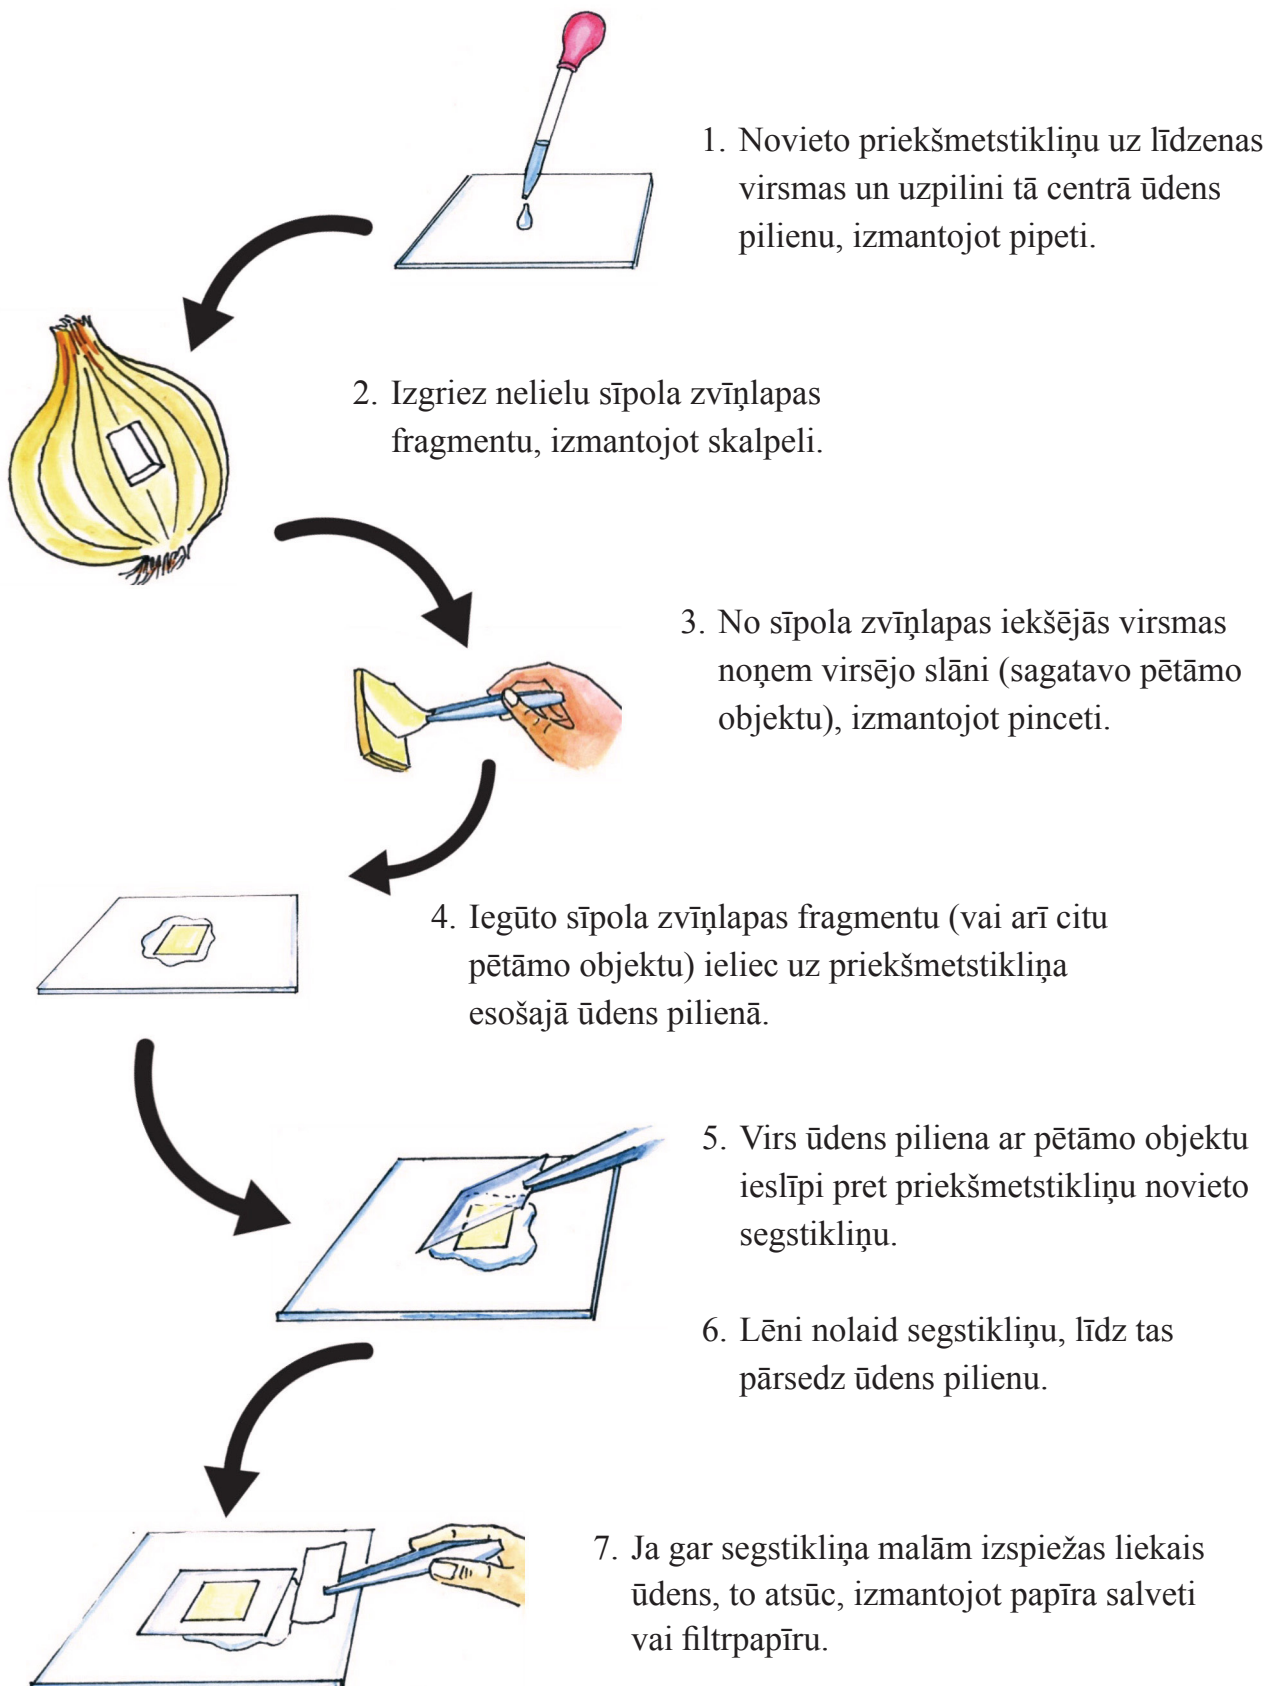 1. Novieto priekšmetstikliņu uz līdzenas
virsmas un uzpilini tā centrā ūdens
pilienu, izmantojot pipeti.
2. Izgriez nelielu sīpola zvīņlapas
fragmentu, izmantojot skalpeli.
3. No sīpola zvīņlapas iekšējās virsmas
noņem virsējo slāni (sagatavo pētāmo
objektu), izmantojot pinceti.
4. Iegūto sīpola zvīņlapas fragmentu (vai arī citu
pētāmo objektu) ieliec uz priekšmetstikliņa
esošajā ūdens pilienā.
5. Virs ūdens piliena ar pētāmo objektu
ieslīpi pret priekšmetstikliņu novieto
segstikliņu.
6. Lēni nolaid segstikliņu, līdz tas
pārsedz ūdens pilienu.
7. Ja gar segstikliņa malām izspiežas liekais
ūdens, to atsūc, izmantojot papīra salveti
vai filtrpapīru.